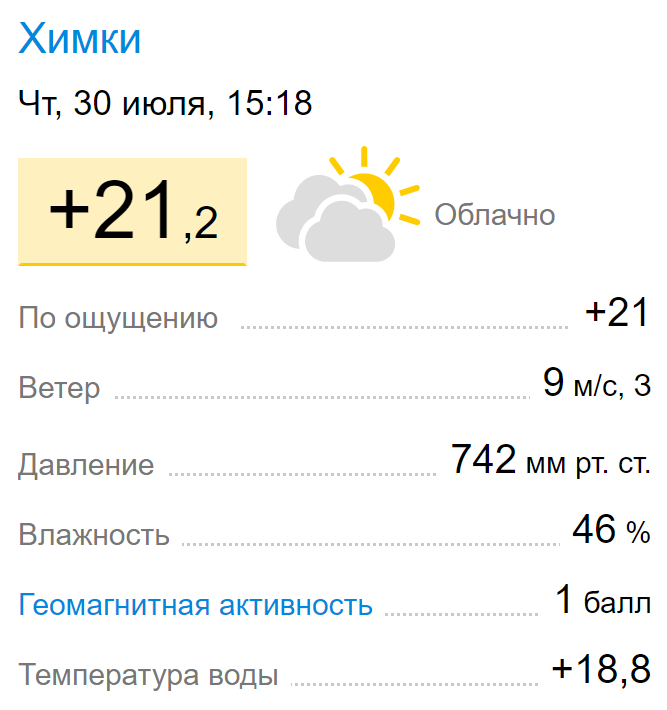 Химки
Чт, 30 июля, 15:18
+21,2
Облачно
По ощущению +21
Ветер 9 м/с, З
Давление 742 мм рт. ст.
Влажность 46 %
Геомагнитная активность 1 балл
Температура воды +18,8